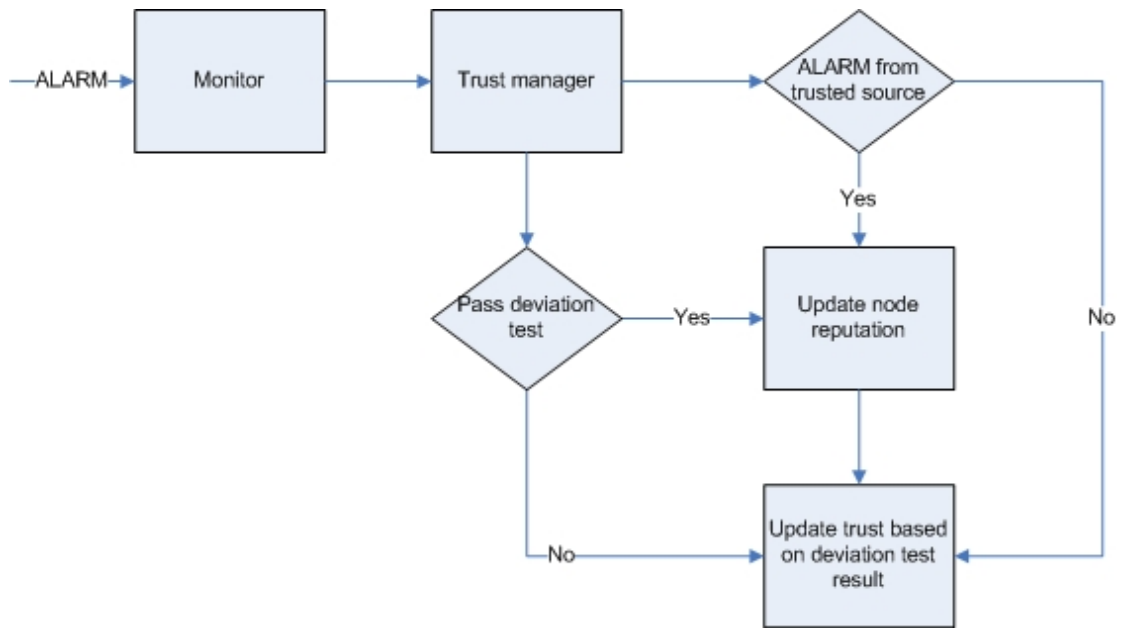 ALARM
Monitor
Trust manager
ALARM from
trusted source
Yes
Pass deviation
test
Yes
Update node
reputation
No
No
Update trust based
on deviation test
result